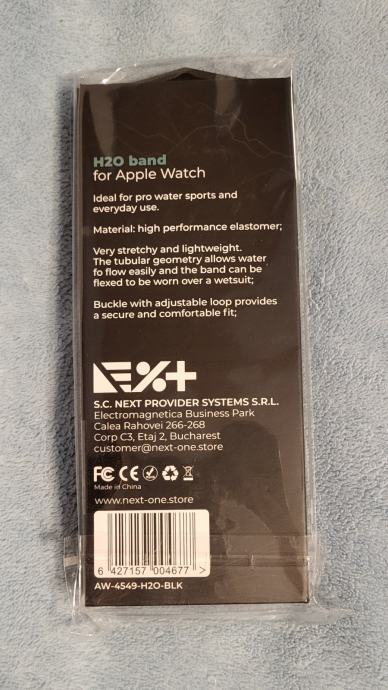 H2O band
for Apple Watch
Ideal for pro water sports and
everyday use.
Material: high performance elastomer;
Very stretchy and lightweight.
The tubular geometry allows water
fo flow easily and the band can be
flexed to be worn over a wetsuit;
Buckle with adjustable loop provides
a secure and comfortable fit;
NEXT
S.C. NEXT PROVIDER SYSTEMS S.R.L.
Electromagnetica Business Park
Calea Rahovei 266-268
Corp C3, Etaj 2, Bucharest
customer@next-one.store
FC CE
Made in China
www.next-one.store
6 427157 004677 >
AW-4549-H2O-BLK